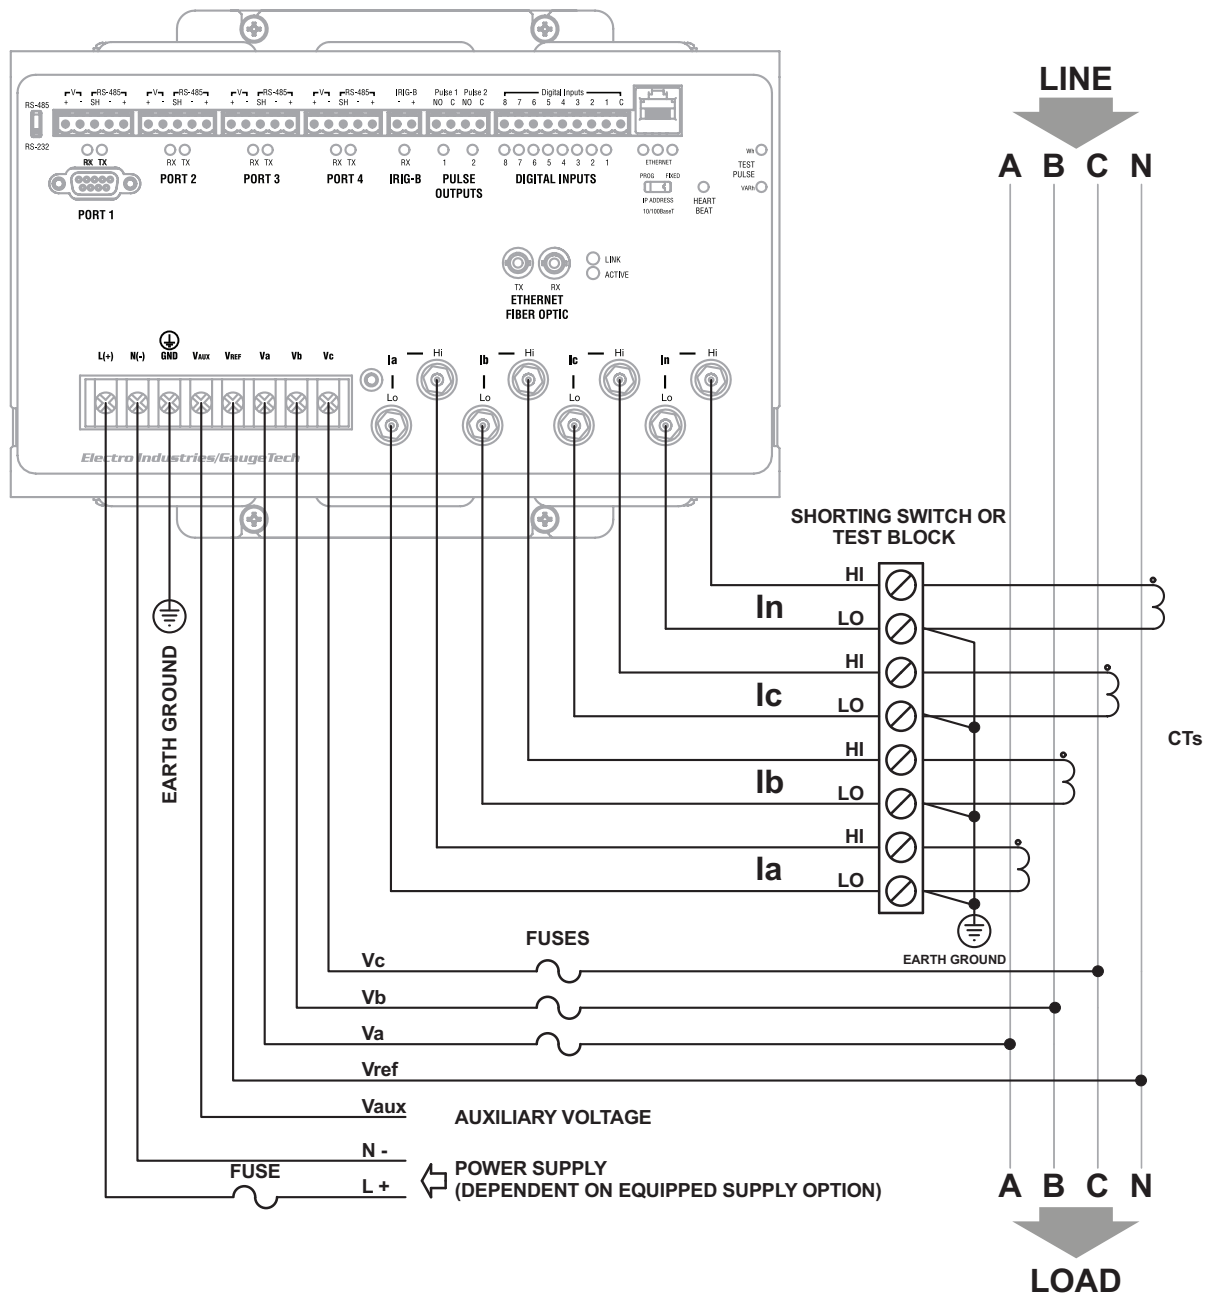 LINE
A B C N
V RS-485 V RS-485 V RS-485 V RS-485 IRIG-B Pulse 1 Pulse 2 Digital Inputs
+ - SH - + + - SH - + + - SH - + + - SH - + - + NO C NO C 8 7 6 5 4 3 2 1 C
RS-485
RS-232
RX TX RX TX RX TX RX TX RX 1 2 8 7 6 5 4 3 2 1 ETHERNET
PORT 1
PORT 2
PORT 3
PORT 4
IRIG-B
PULSE
OUTPUTS
DIGITAL INPUTS
PROG FIXED
IP ADDRESS
10/100BaseT
HEART
BEAT
Wh
TEST
PULSE
VARh
LINK
ACTIVE
TX RX
ETHERNET
FIBER OPTIC
L(+) N(-) GND VAUX VREF Va Vb Vc
Ia Hi Ib Hi Ic Hi In Hi
Lo Lo Lo Lo
Electro Industries/GaugeTech
SHORTING SWITCH OR
TEST BLOCK
HI
In
LO
HI
Ic
LO
HI
Ib
LO
HI
Ia
LO
CTs
EARTH GROUND
EARTH GROUND
FUSES
Vc
Vb
Va
Vref
Vaux
AUXILIARY VOLTAGE
N -
FUSE
L +
POWER SUPPLY
(DEPENDENT ON EQUIPPED SUPPLY OPTION)
A B C N
LOAD